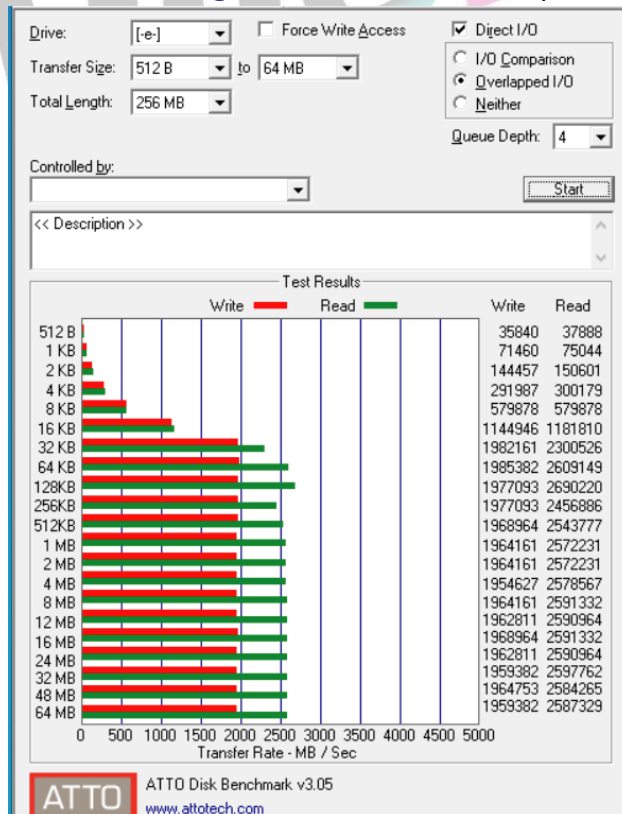 Drive: [-e-] Force Write Access Direct I/O
Transfer Size: 512 B to 64 MB I/O Comparison
Overlapped I/O
Total Length: 256 MB Neither
Queue Depth: 4
Controlled by:
Start
<< Description >>
Test Results
Write Read Write Read
512 B 35840 37888
1 KB 71460 75044
2 KB 144457 150601
4 KB 291987 300179
8 KB 579878 579878
16 KB 1144946 1181810
32 KB 1982161 2300526
64 KB 1985382 2609149
128KB 1977093 2690220
256KB 1977093 2456886
512KB 1968964 2543777
1 MB 1964161 2572231
2 MB 1964161 2572231
4 MB 1954627 2578567
8 MB 1964161 2591332
12 MB 1962811 2590964
16 MB 1968964 2591332
24 MB 1962811 2590964
32 MB 1959382 2597762
48 MB 1964753 2584265
64 MB 1959382 2587329
0 500 1000 1500 2000 2500 3000 3500 4000 4500 5000
Transfer Rate - MB / Sec
ATTO ATTO Disk Benchmark v3.05
www.attotech.com